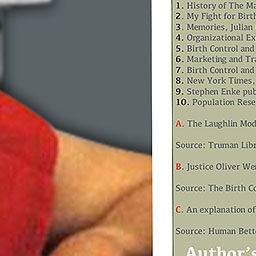 1. History of The Ma
2. My Fight for Birth
3. Memories, Julian
4. Organizational Ex
5. Birth Control and
6. Marketing and Tra
7. Birth Control and
8. New York Times,
9. Stephen Enke pub
10. Population Rese
A. The Laughlin Mod
Source: Truman Libr
B. Justice Oliver We
Source: The Birth Co
C. An explanation of
Source: Human Bette
Author's